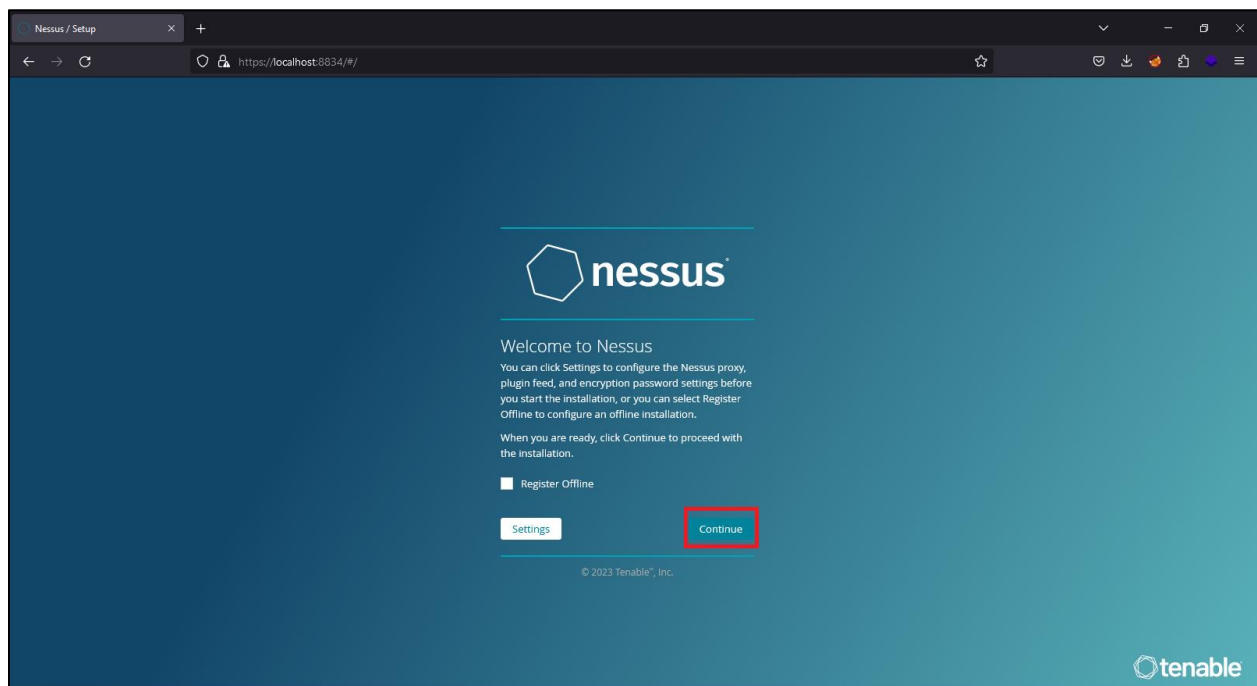 Nessus / Setup
https://localhost:8834/#/
nessus
Welcome to Nessus
You can click Settings to configure the Nessus proxy,
plugin feed, and encryption password settings before
you start the installation, or you can select Register
Offline to configure an offline installation.
When you are ready, click Continue to proceed with
the installation.
Register Offline
Settings
Continue
© 2023 Tenable™, Inc.
tenable